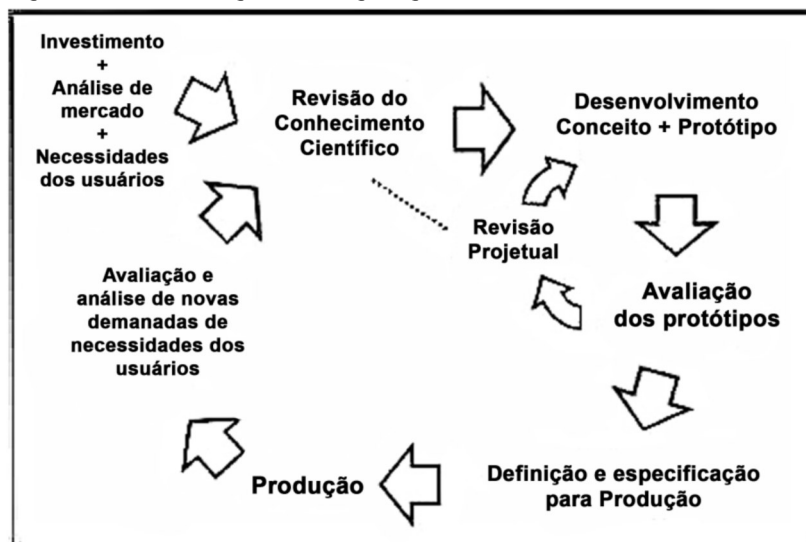 Investimento
+
Análise de
mercado
+
Necessidades
dos usuários
Revisão do
Conhecimento
Científico
Desenvolvimento
Conceito + Protótipo
Revisão
Projetual
Avaliação
dos protótipos
Avaliação e
análise de novas
demanadas de
necessidades dos
usuários
Produção
Definição e especificação
para Produção